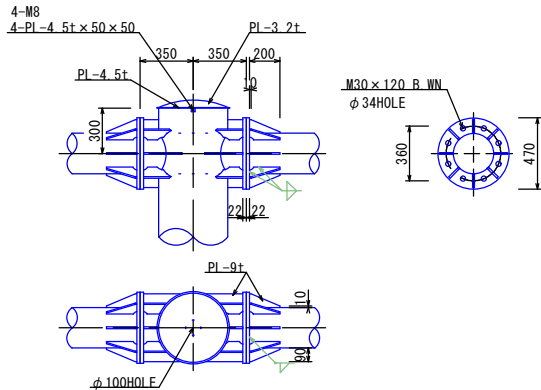 4-M8
4-PL-4.5t×50×50
PL-3.2t
350
350
200
PL-4.5t
10
300
22
22
M30×120 B.WN
φ34HOLE
360
470
PL-9t
10
90
φ100HOLE